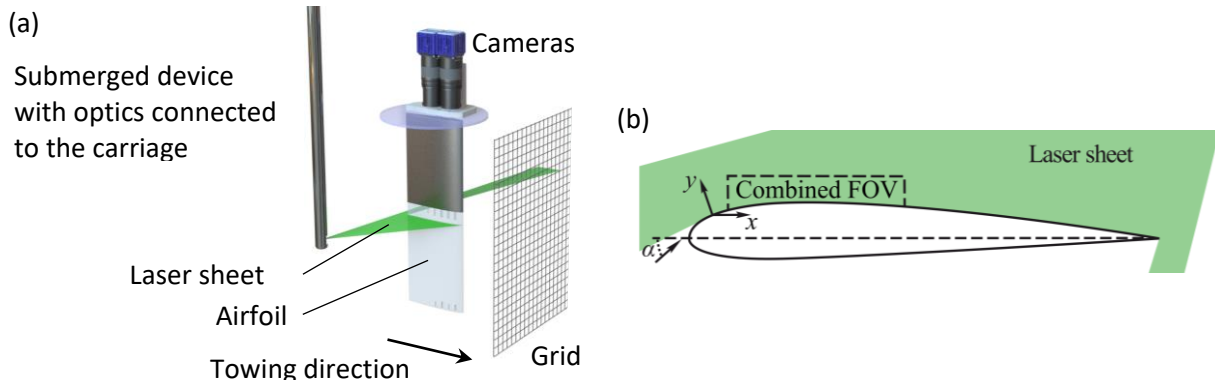 (a)
Cameras
Submerged device
with optics connected
to the carriage
Laser sheet
Airfoil
Towing direction
Grid
(b)
Laser sheet
y
Combined FOV
x
α